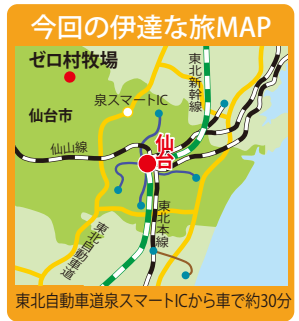 今回の伊達な旅MAP
ゼロ村牧場
東北新幹線
泉スマートIC
仙台市
仙山線
仙台
東北本線
東北自動車道
東北自動車道泉スマートICから車で約30分